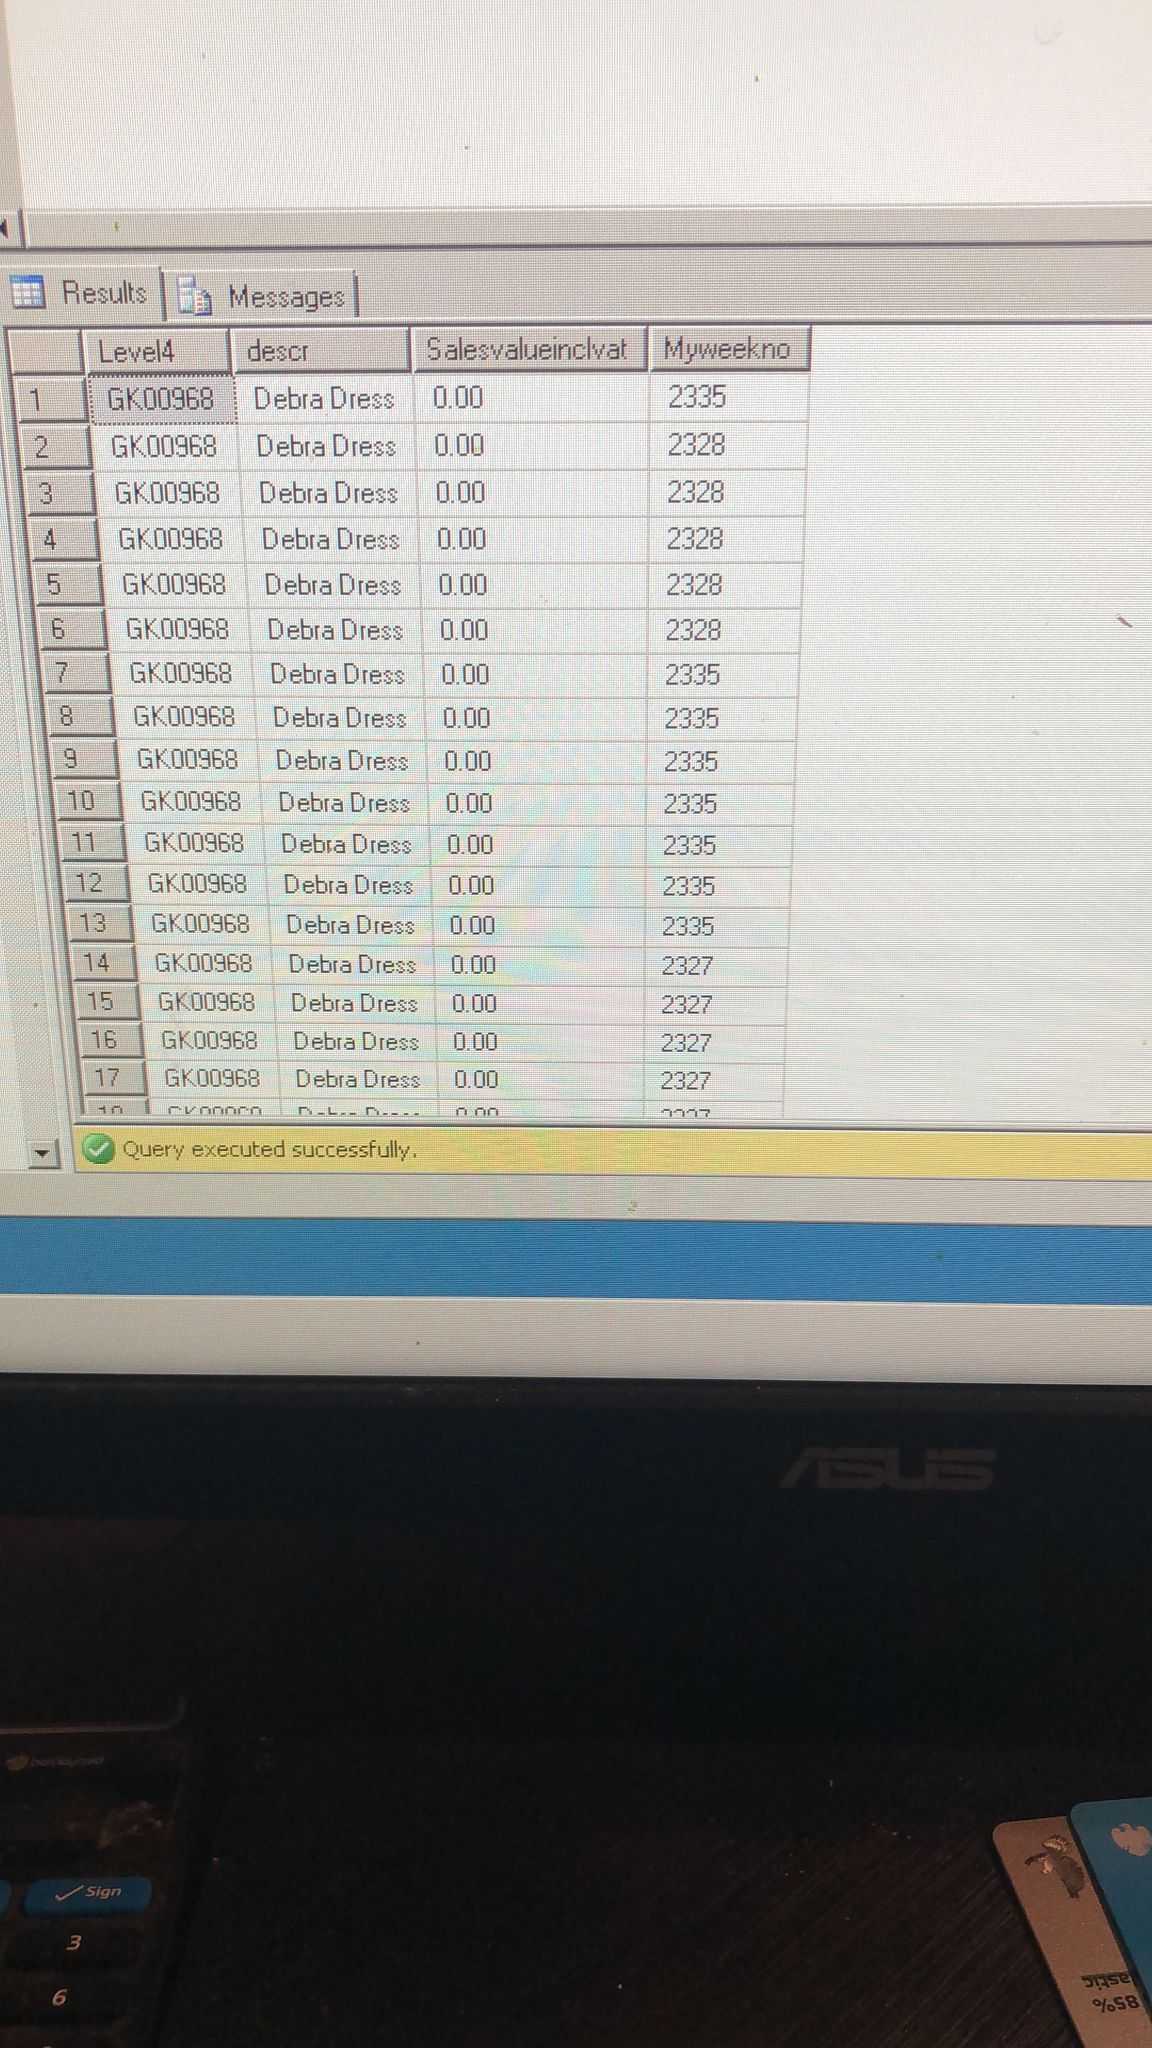 Results Messages
Level4 descr Salesvalueinclvat Myweekno
1 GK00968 Debra Dress 0.00 2335
2 GK00968 Debra Dress 0.00 2328
3 GK00968 Debra Dress 0.00 2328
4 GK00968 Debra Dress 0.00 2328
5 GK00968 Debra Dress 0.00 2328
6 GK00968 Debra Dress 0.00 2328
7 GK00968 Debra Dress 0.00 2335
8 GK00968 Debra Dress 0.00 2335
9 GK00968 Debra Dress 0.00 2335
10 GK00968 Debra Dress 0.00 2335
11 GK00968 Debra Dress 0.00 2335
12 GK00968 Debra Dress 0.00 2335
13 GK00968 Debra Dress 0.00 2335
14 GK00968 Debra Dress 0.00 2327
15 GK00968 Debra Dress 0.00 2327
16 GK00968 Debra Dress 0.00 2327
17 GK00968 Debra Dress 0.00 2327
Query executed successfully.
ASUS
Sign
3
6
85%